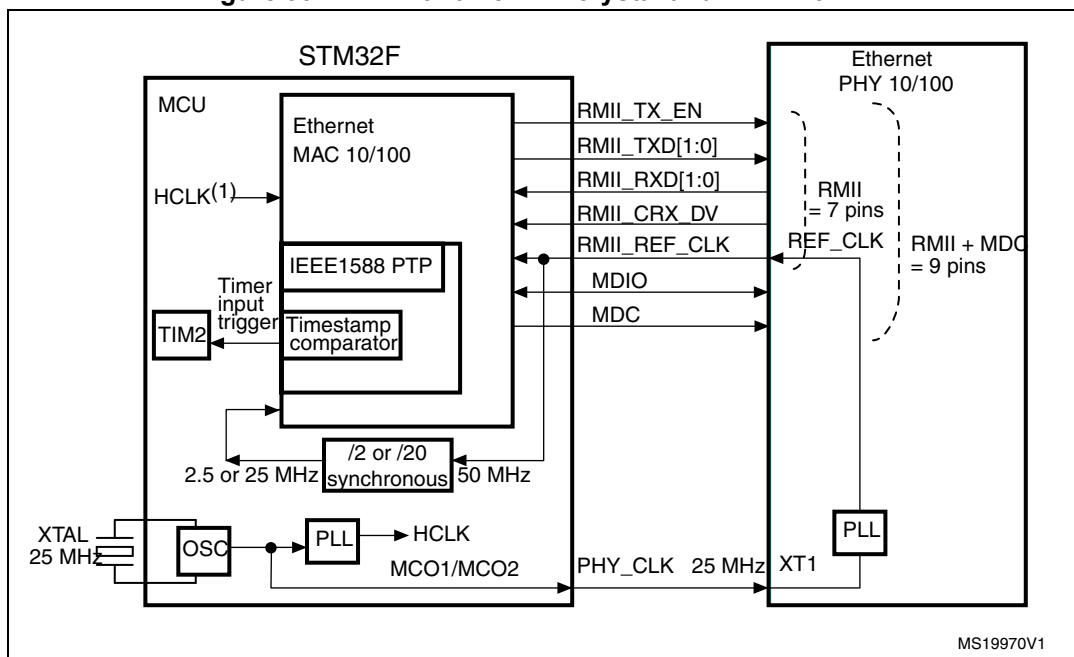 STM32F
MCU
Ethernet
MAC 10/100
HCLK(1)
IEEE1588 PTP
Timer
input
trigger
TIM2
Timestamp
comparator
/2 or /20
synchronous
2.5 or 25 MHz
50 MHz
XTAL
25 MHz
OSC
PLL
HCLK
MCO1/MCO2
RMII_TX_EN
RMII_TXD[1:0]
RMII_RXD[1:0]
RMII_CRX_DV
RMII_REF_CLK
MDIO
MDC
PHY_CLK 25 MHz
Ethernet
PHY 10/100
RMII
= 7 pins
REF_CLK
RMII + MDC
= 9 pins
PLL
XT1
MS19970V1